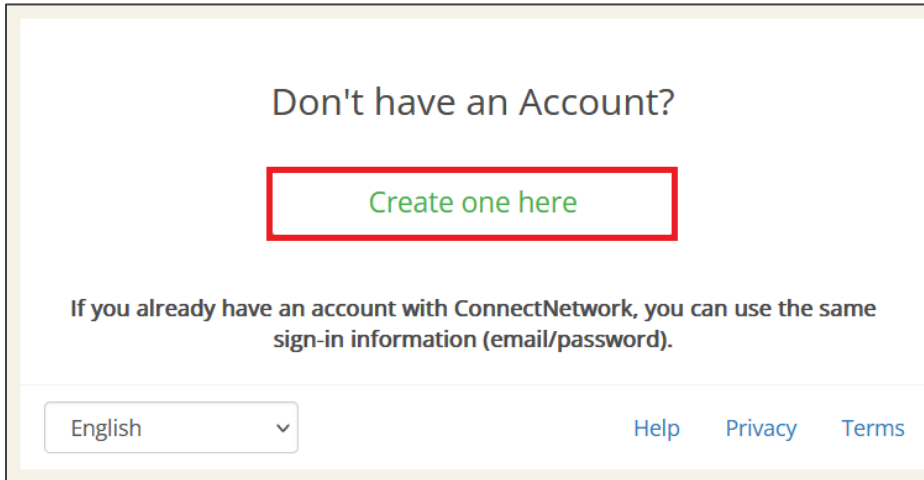 Don't have an Account?
Create one here
If you already have an account with ConnectNetwork, you can use the same
sign-in information (email/password).
English
Help Privacy Terms